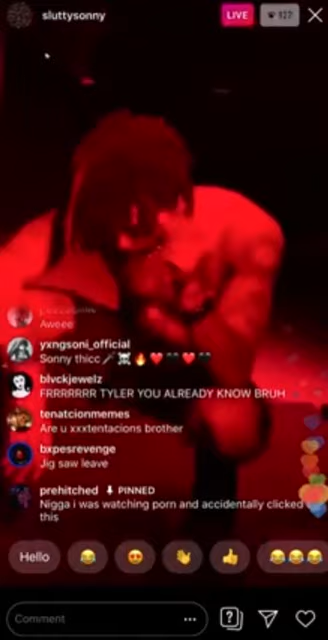 sluttysonny
LIVE
127
Aweee
yxngsoni_official
Sonny thicc🎤☠️🔥❤️🖤❤️🖤
blvckjewelz
FRRRRRRR TYLER YOU ALREADY KNOW BRUH
tenatcionmemes
Are u xxxtentacions brother
bxpesrevenge
Jig saw leave
prehitched PINNED
Nigga i was watching porn and accidentally clicked
this
Hello 😂 😍 👋 👍 😂😂😂
Comment